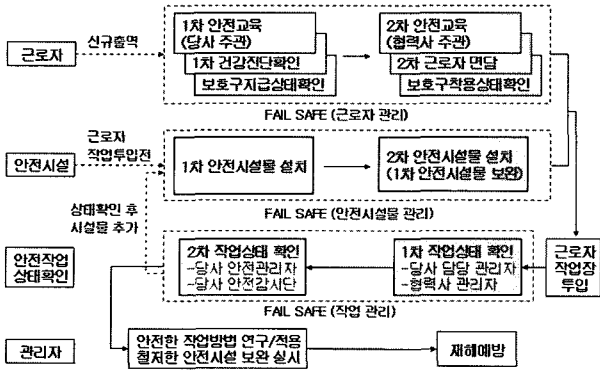 근로자
신규출역
1차 안전교육
(당사 주관)
1차 건강진단확인
보호구지급상태확인
2차 안전교육
(협력사 주관)
2차 근로자 면담
보호구착용상태확인
FAIL SAFE (근로자 관리)
안전시설
근로자
작업투입전
1차 안전시설물 설치
2차 안전시설물 설치
(1차 안전시설물 보완)
FAIL SAFE (안전시설물 관리)
상태확인 후
시설물 추가
안전작업
상태확인
2차 작업상태 확인
-당사 안전관리자
-당사 안전감시단
1차 작업상태 확인
-당사 담당 관리자
-협력사 관리자
근로자
작업장
투입
FAIL SAFE (작업 관리)
관리자
안전한 작업방법 연구/적용
철저한 안전시설 보완 실시
재해예방